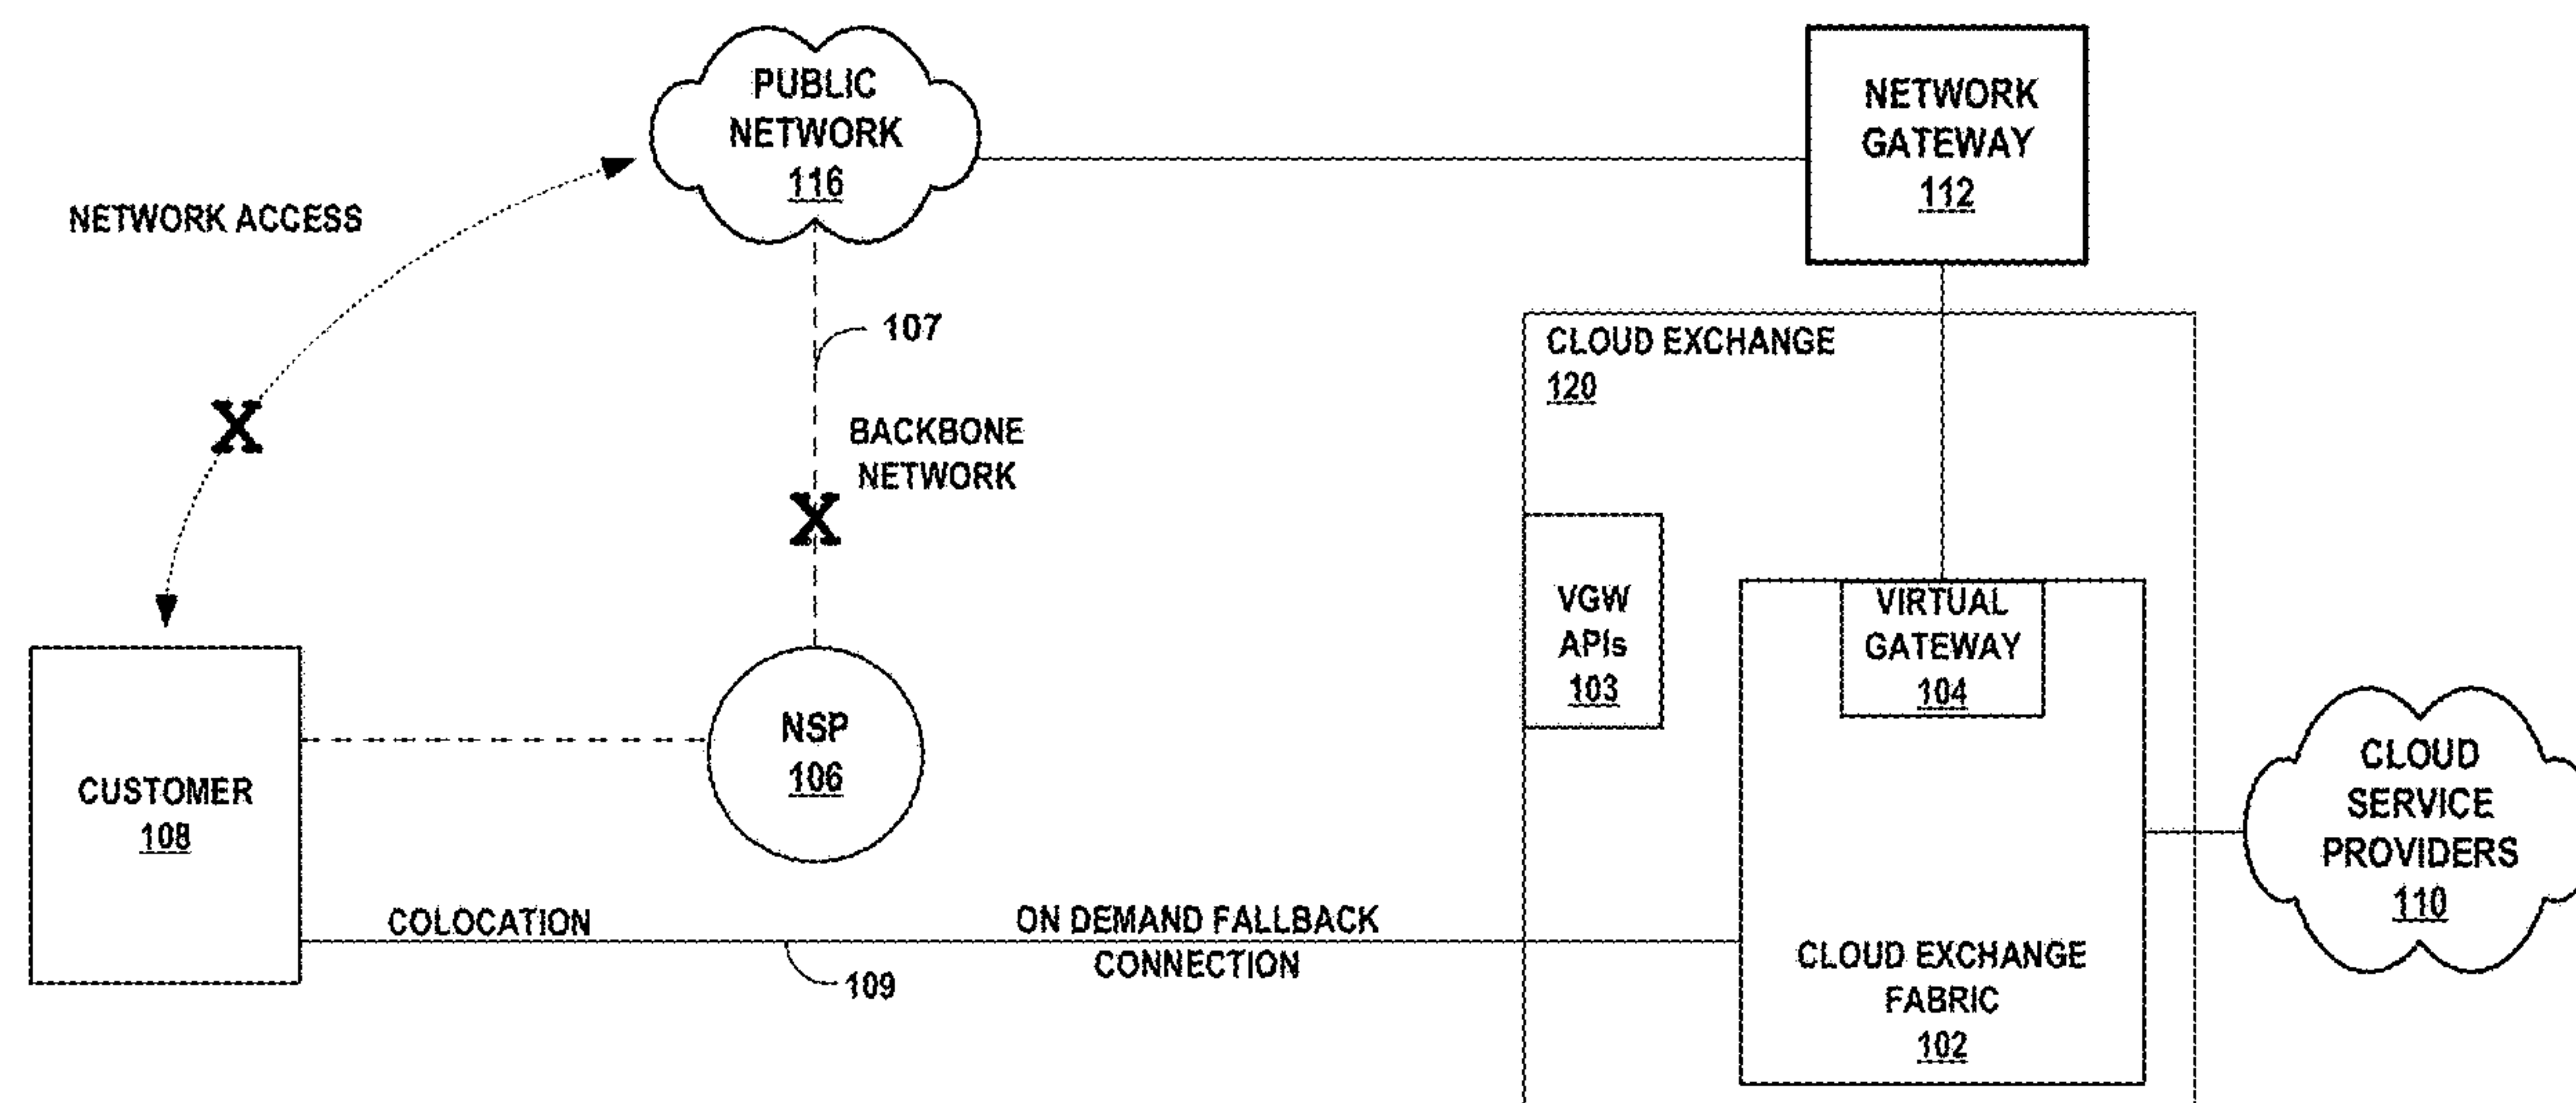 PUBLIC
NETWORK
116
NETWORK
GATEWAY
112
NETWORK ACCESS
107
CLOUD EXCHANGE
120
X
BACKBONE
NETWORK
X
VGW
APIs
103
VIRTUAL
GATEWAY
104
NSP
106
CUSTOMER
108
CLOUD
SERVICE
PROVIDERS
110
COLOCATION
ON DEMAND FALLBACK
CONNECTION
109
CLOUD EXCHANGE
FABRIC
102